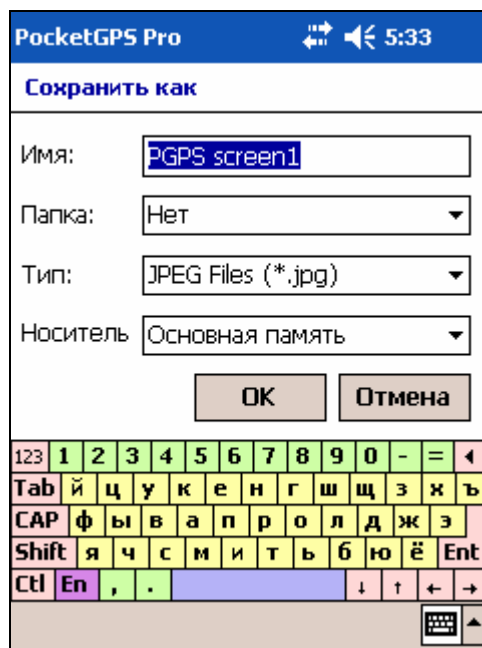 PocketGPS Pro 5:33
Сохранить как
Имя: PGPS screen1
Папка: Нет
Тип: JPEG Files (*.jpg)
Носитель Основная память
OK Отмена
123 1 2 3 4 5 6 7 8 9 0 - =
Tab й ц у к е н г ш щ з х ъ
CAP ф ы в а п р о л д ж э
Shift я ч с м и т ь б ю ё Ent
Ctl En , . ↓ ↑ ← →